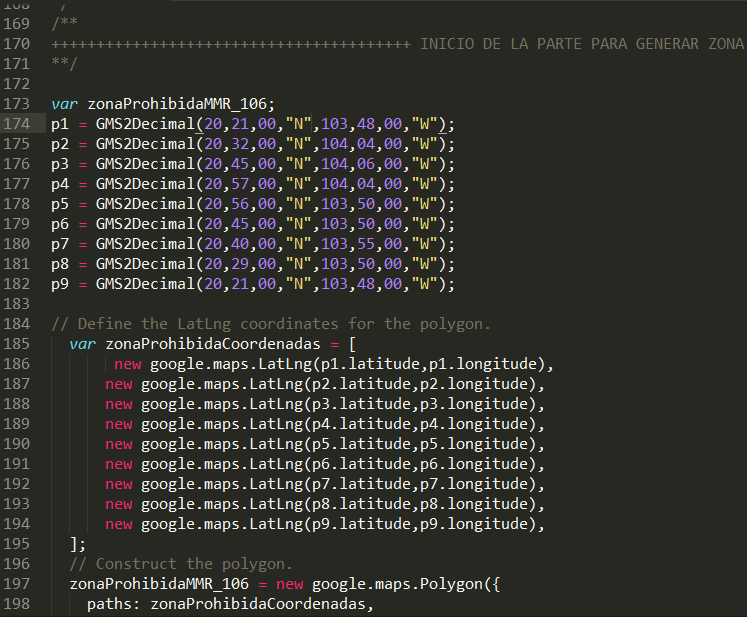 168 */
169 /**
170 ++++++++++++++++++++++++++++++++++++++++ INICIO DE LA PARTE PARA GENERAR ZONA
171 **/
172
173 var zonaProhibidaMMR_106;
174 p1 = GMS2Decimal(20,21,00,"N",103,48,00,"W");
175 p2 = GMS2Decimal(20,32,00,"N",104,04,00,"W");
176 p3 = GMS2Decimal(20,45,00,"N",104,06,00,"W");
177 p4 = GMS2Decimal(20,57,00,"N",104,04,00,"W");
178 p5 = GMS2Decimal(20,56,00,"N",103,50,00,"W");
179 p6 = GMS2Decimal(20,45,00,"N",103,50,00,"W");
180 p7 = GMS2Decimal(20,40,00,"N",103,55,00,"W");
181 p8 = GMS2Decimal(20,29,00,"N",103,50,00,"W");
182 p9 = GMS2Decimal(20,21,00,"N",103,48,00,"W");
183
184 // Define the LatLng coordinates for the polygon.
185 var zonaProhibidaCoordenadas = [
186 new google.maps.LatLng(p1.latitude,p1.longitude),
187 new google.maps.LatLng(p2.latitude,p2.longitude),
188 new google.maps.LatLng(p3.latitude,p3.longitude),
189 new google.maps.LatLng(p4.latitude,p4.longitude),
190 new google.maps.LatLng(p5.latitude,p5.longitude),
191 new google.maps.LatLng(p6.latitude,p6.longitude),
192 new google.maps.LatLng(p7.latitude,p7.longitude),
193 new google.maps.LatLng(p8.latitude,p8.longitude),
194 new google.maps.LatLng(p9.latitude,p9.longitude),
195 ];
196 // Construct the polygon.
197 zonaProhibidaMMR_106 = new google.maps.Polygon({
198 paths: zonaProhibidaCoordenadas,